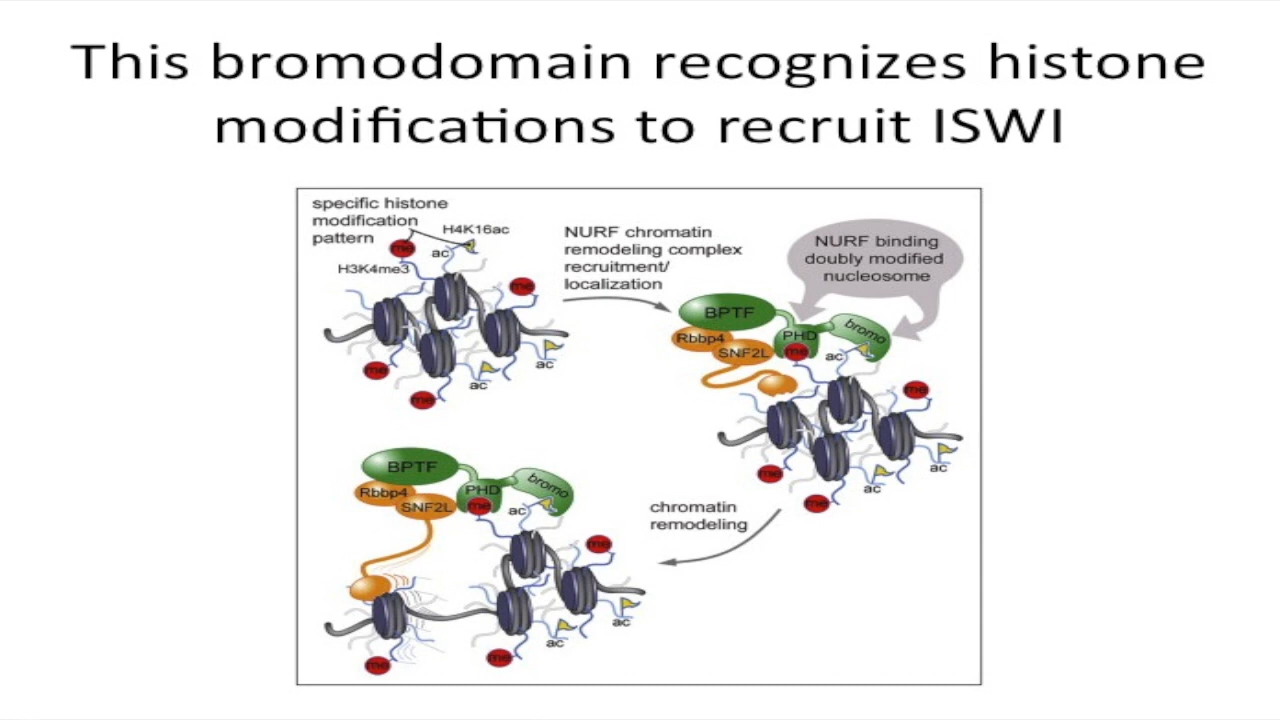 This bromodomain recognizes histone
modifications to recruit ISWI
specific histone
modification
pattern
H4K16ac
me
ac
H3K4me3
me
me
ac
ac
me
NURF chromatin
remodeling complex
recruitment/
localization
NURF binding
doubly modified
nucleosome
BPTF
Rbbp4
SNF2L
PHD
bromo
me
ac
me
ac
me
ac
me
chromatin
remodeling
BPTF
Rbbp4
SNF2L
PHD
bromo
me
ac
me
ac
ac
me
me